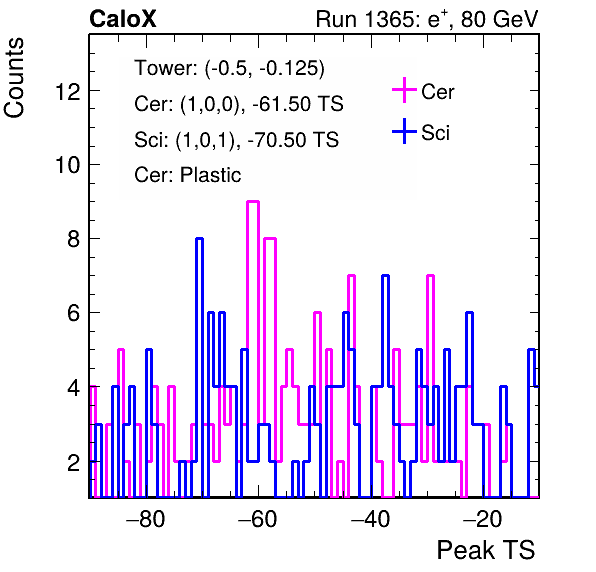 CaloX
Run 1365: e+, 80 GeV
Counts
Tower: (-0.5, -0.125)
Cer: (1,0,0), -61.50 TS
Sci: (1,0,1), -70.50 TS
Cer: Plastic
Cer
Sci
12
10
8
6
4
2
−80 −60 −40 −20
Peak TS